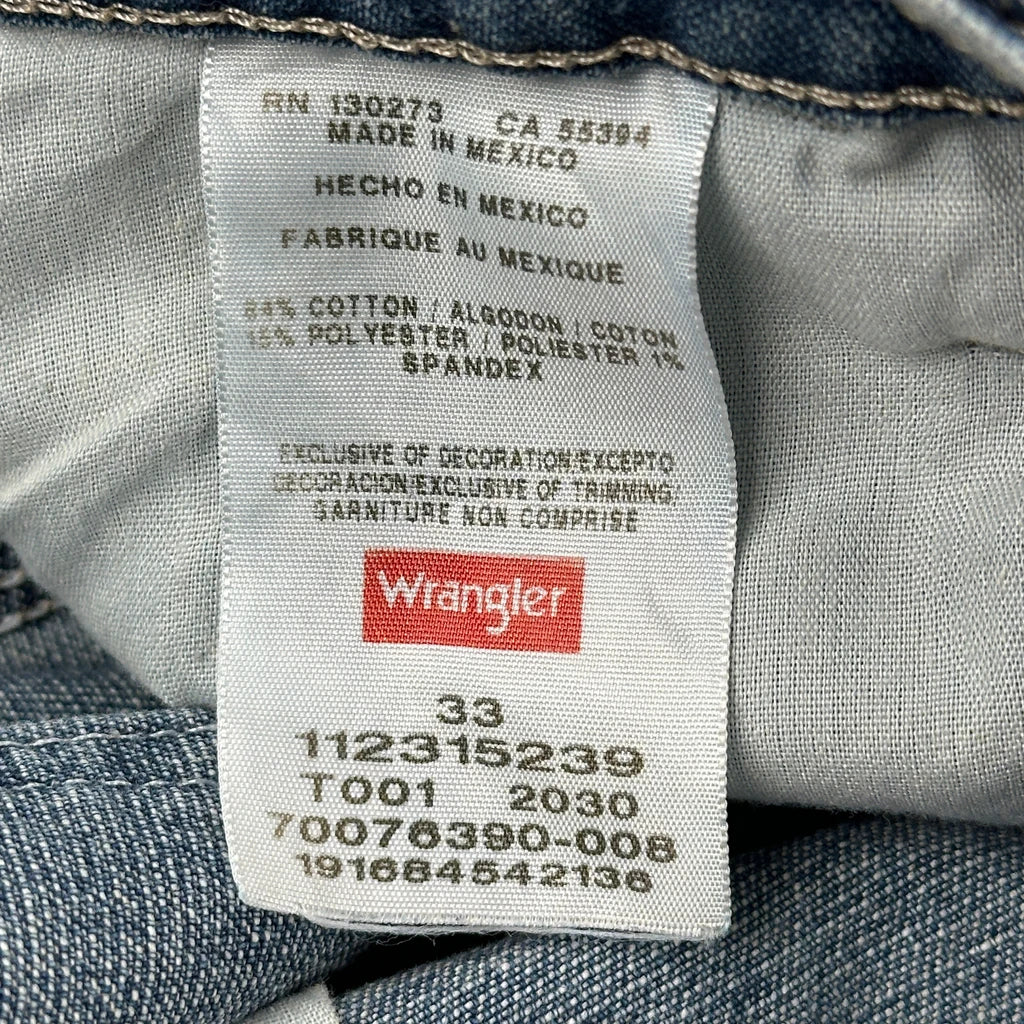 RN 130273 CA 55394
MADE IN MEXICO
HECHO EN MEXICO
FABRIQUE AU MEXIQUE
84% COTTON / ALGODON / COTON
15% POLYESTER / POLIESTER 1%
SPANDEX
EXCLUSIVE OF DECORATION/EXCEPTO
DECORACION/EXCLUSIVE OF TRIMMING/
GARNITURE NON COMPRISE
Wrangler
33
112315239
T001 2030
70076390-008
191684542136